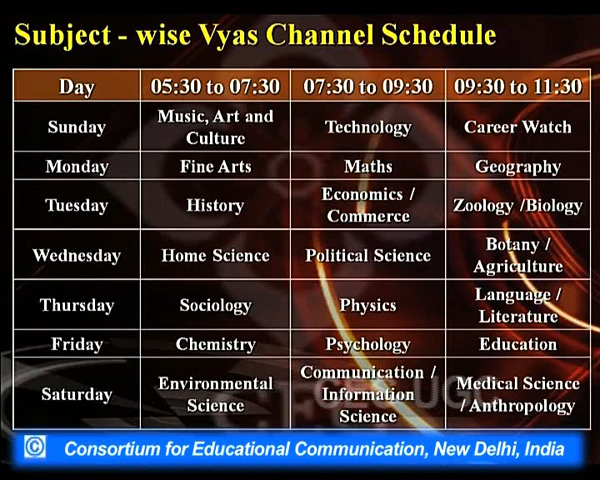 Subject - wise Vyas Channel Schedule
Day 05:30 to 07:30 07:30 to 09:30 09:30 to 11:30
Sunday Music, Art and Culture Technology Career Watch
Monday Fine Arts Maths Geography
Tuesday History Economics / Commerce Zoology /Biology
Wednesday Home Science Political Science Botany / Agriculture
Thursday Sociology Physics Language / Literature
Friday Chemistry Psychology Education
Saturday Environmental Science Communication / Information Science Medical Science / Anthropology
© Consortium for Educational Communication, New Delhi, India